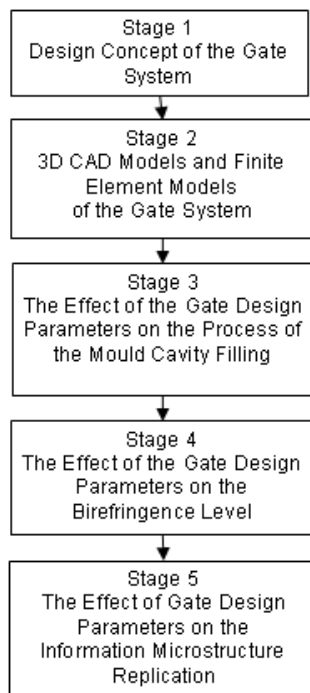 Stage 1
Design Concept of the Gate
System
Stage 2
3D CAD Models and Finite
Element Models
of the Gate System
Stage 3
The Effect of the Gate Design
Parameters on the Process of
the Mould Cavity Filling
Stage 4
The Effect of the Gate Design
Parameters on the
Birefringence Level
Stage 5
The Effect of Gate Design
Parameters on the
Information Microstructure
Replication